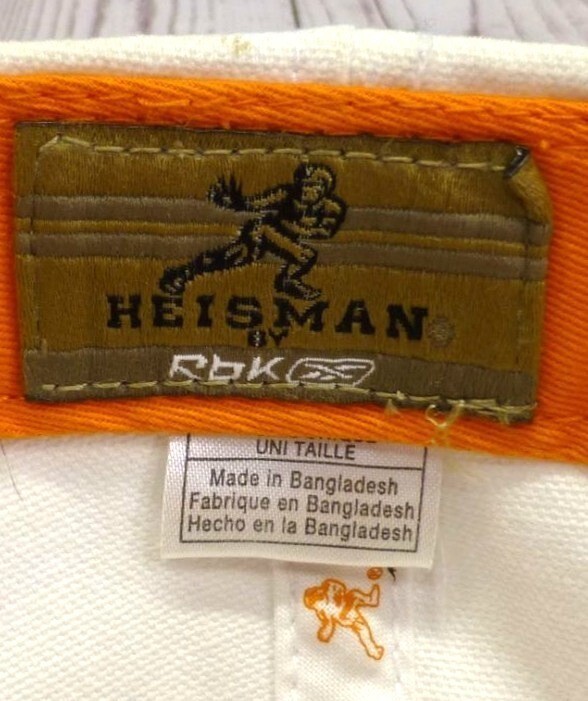 HEISMAN®
BY
Rbk
UNI TAILLE
Made in Bangladesh
Fabrique en Bangladesh
Hecho en la Bangladesh